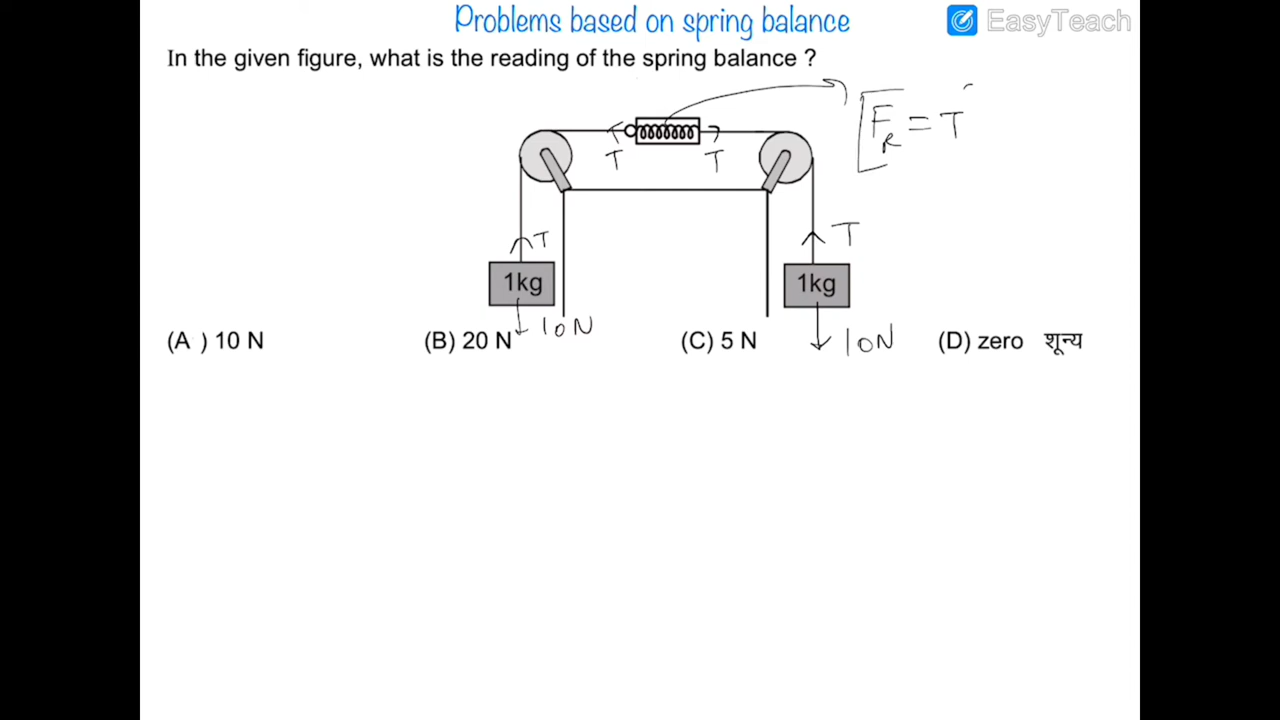 Problems based on spring balance
EasyTeach
In the given figure, what is the reading of the spring balance ?
F_R = T
T T
T T
1kg 1kg
10N 10N
(A ) 10 N (B) 20 N (C) 5 N (D) zero शून्य